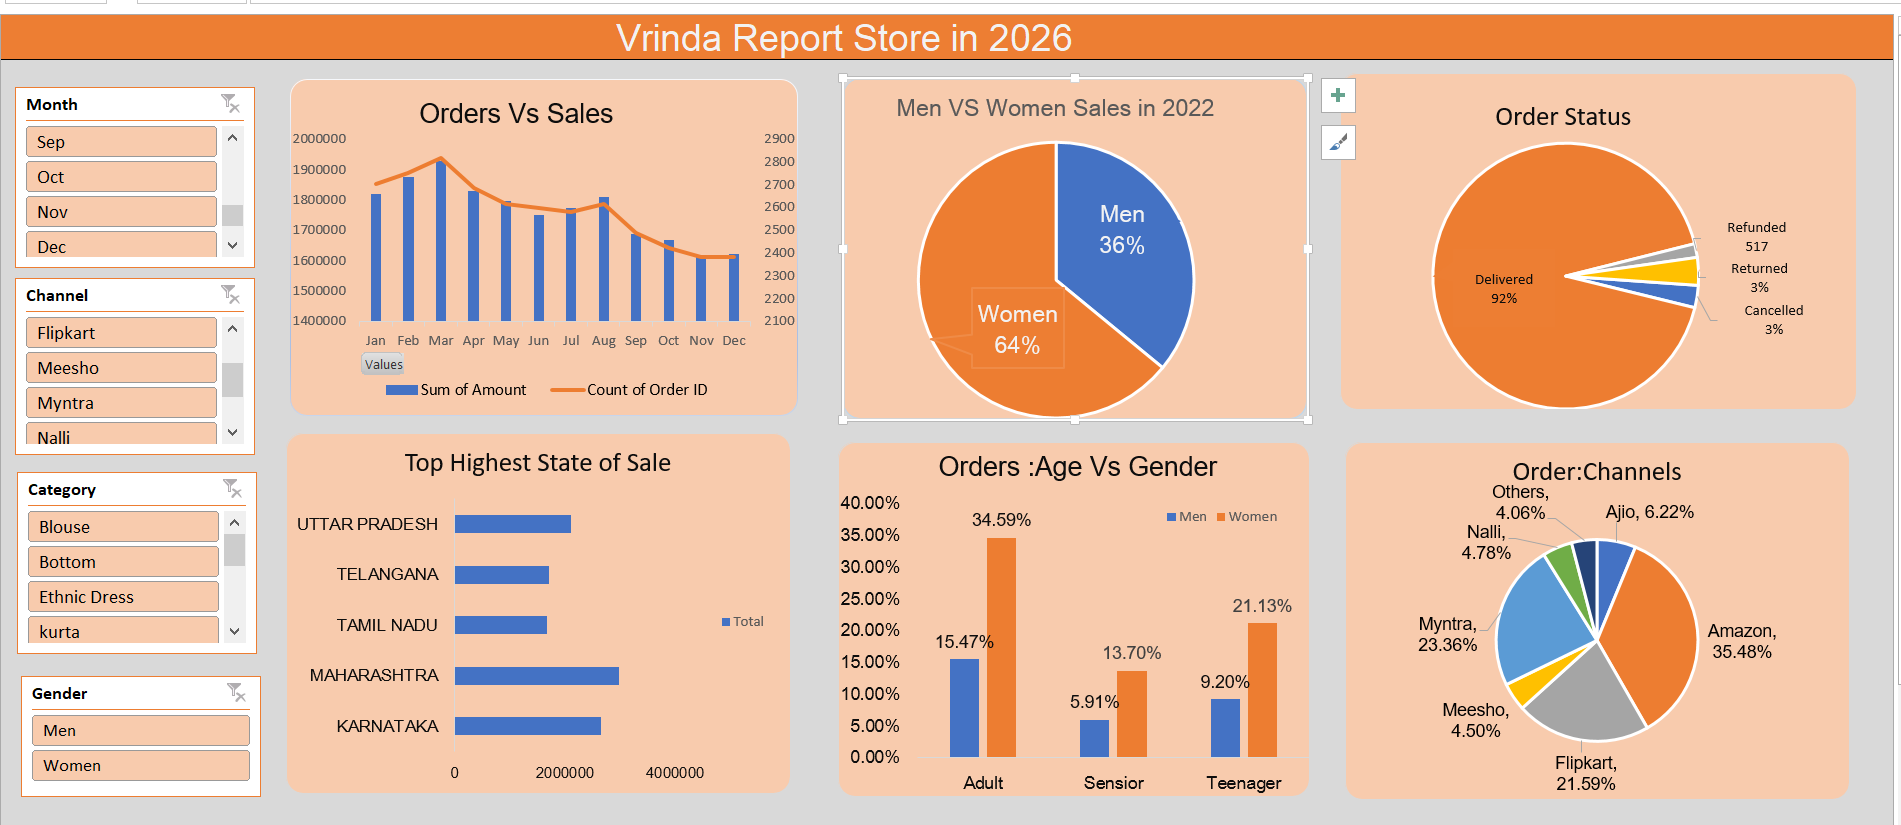 Vrinda Report Store in 2026
Month
Sep
Oct
Nov
Dec
Channel
Flipkart
Meesho
Myntra
Nalli
Category
Blouse
Bottom
Ethnic Dress
kurta
Gender
Men
Women
Orders Vs Sales
2000000
1900000
1800000
1700000
1600000
1500000
1400000
2900
2800
2700
2600
2500
2400
2300
2200
2100
Jan Feb Mar Apr May Jun Jul Aug Sep Oct Nov Dec
Values
Sum of Amount Count of Order ID
Men VS Women Sales in 2022
Men
36%
Women
64%
Order Status
Refunded
517
Returned
3%
Cancelled
3%
Delivered
92%
Top Highest State of Sale
UTTAR PRADESH
TELANGANA
TAMIL NADU
MAHARASHTRA
KARNATAKA
0 2000000 4000000
Total
Orders :Age Vs Gender
40.00%
35.00%
30.00%
25.00%
20.00%
15.00%
10.00%
5.00%
0.00%
Men Women
15.47%
34.59%
5.91%
13.70%
9.20%
21.13%
Adult Sensior Teenager
Order:Channels
Others,
4.06%
Ajio, 6.22%
Nalli,
4.78%
Myntra,
23.36%
Amazon,
35.48%
Meesho,
4.50%
Flipkart,
21.59%